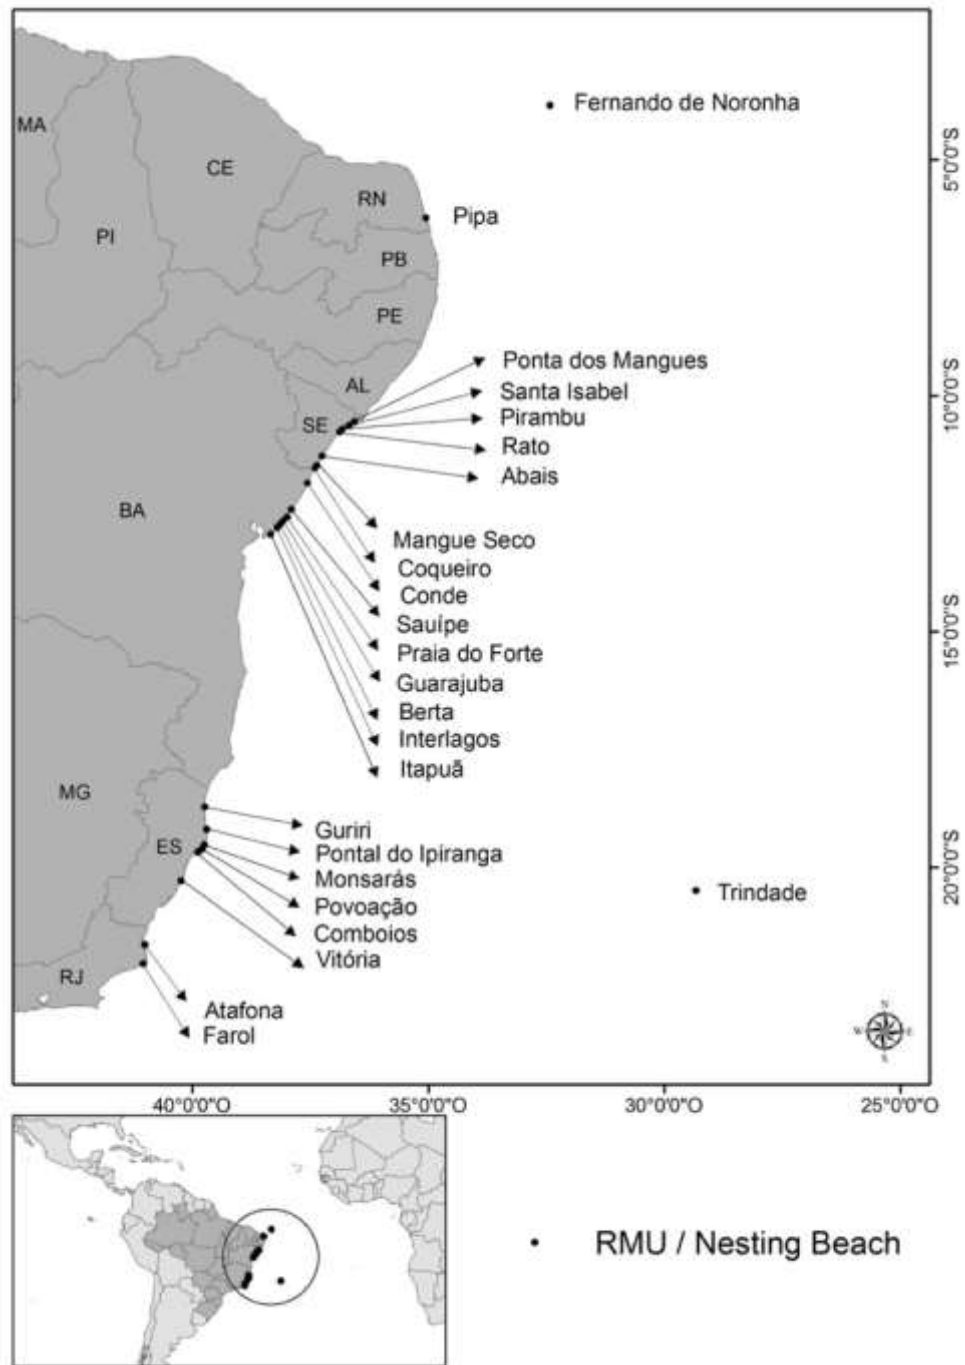 Fernando de Noronha
MA
CE
RN
Pipa
PI
PB
PE
5°0'0"S
Ponta dos Mangues
AL
Santa Isabel
Pirambu
SE
Rato
Abais
10°0'0"S
BA
Mangue Seco
Coqueiro
Conde
Sauípe
Praia do Forte
Guarajuba
Berta
Interlagos
Itapuã
15°0'0"S
MG
Guriri
ES
Pontal do Ipiranga
Monsarás
Povoação
Comboios
Vitória
Trindade
20°0'0"S
RJ
Atafona
Farol
N
W
E
S
40°0'0"O
35°0'0"O
30°0'0"O
25°0'0"O
RMU / Nesting Beach